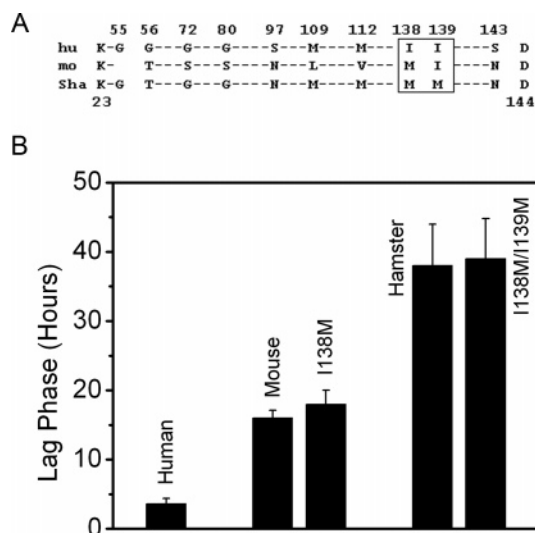 A
55 56 72 80 97 109 112 138 139 143
hu K-G---G---G---G----S---M----M----I--I----S D
mo K- T---S---S----N---L----V----M--I----N D
Sha K-G---T---G---G----N---M----M----M--M----N D
23 144
B
50
40
30
20
10
0
Lag Phase (Hours)
Human
Mouse
I138M
Hamster
I138M/I139M